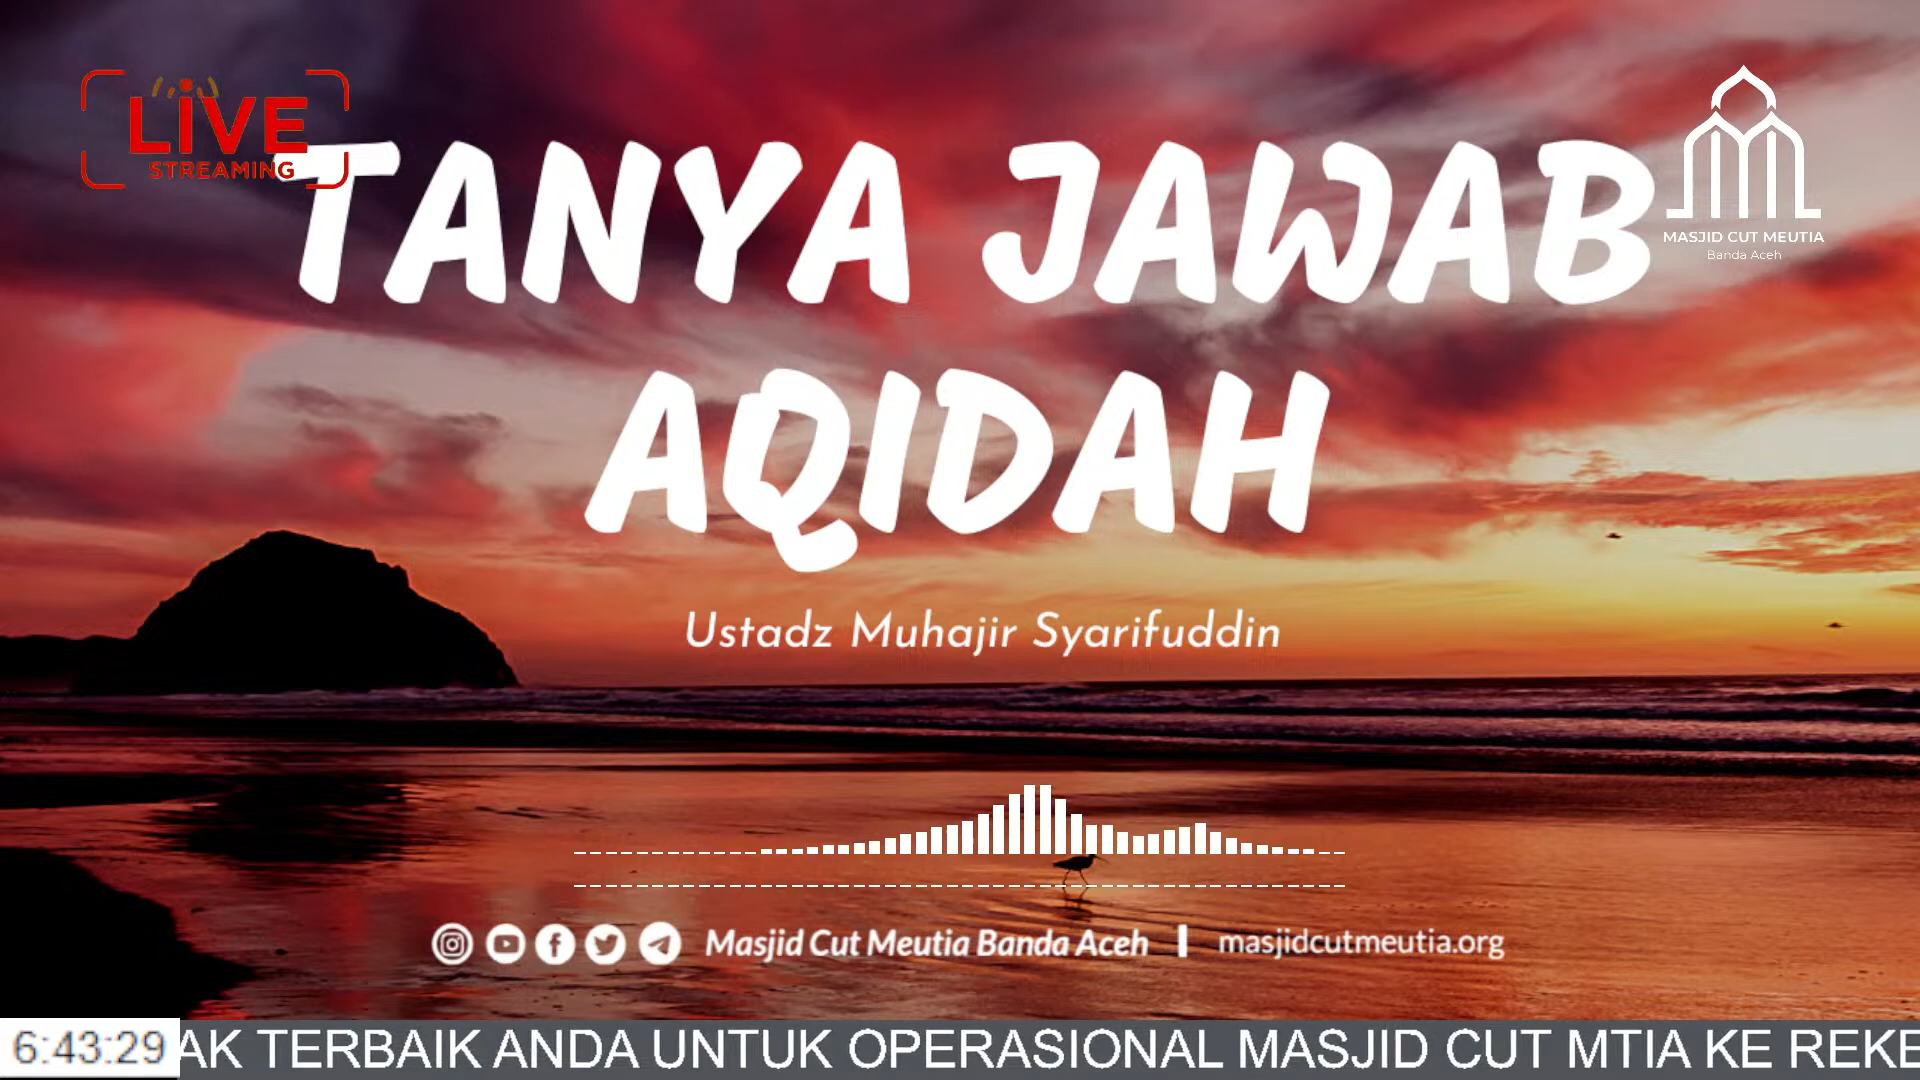 LIVE
STREAMING
TANYA JAWAB
AQIDAH
MASJID CUT MEUTIA
Banda Aceh
Ustadz Muhajir Syarifuddin
Masjid Cut Meutia Banda Aceh | masjidcutmeutia.org
6:43:29 AK TERBAIK ANDA UNTUK OPERASIONAL MASJID CUT MTIA KE REKE